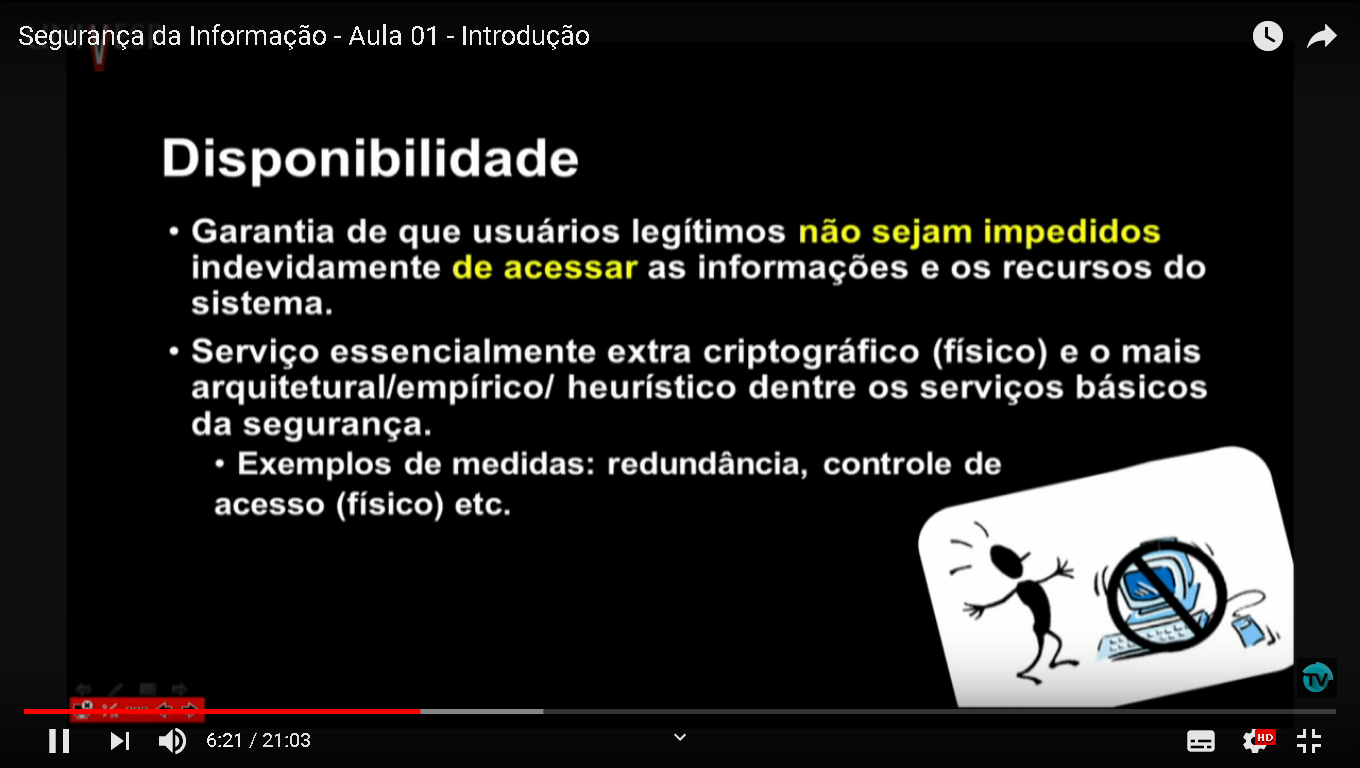 Segurança da Informação - Aula 01 - Introdução
Disponibilidade
• Garantia de que usuários legítimos não sejam impedidos
indevidamente de acessar as informações e os recursos do
sistema.
• Serviço essencialmente extra criptográfico (físico) e o mais
arquitetural/empírico/ heurístico dentre os serviços básicos
da segurança.
• Exemplos de medidas: redundância, controle de
acesso (físico) etc.
TV
6:21 / 21:03
HD